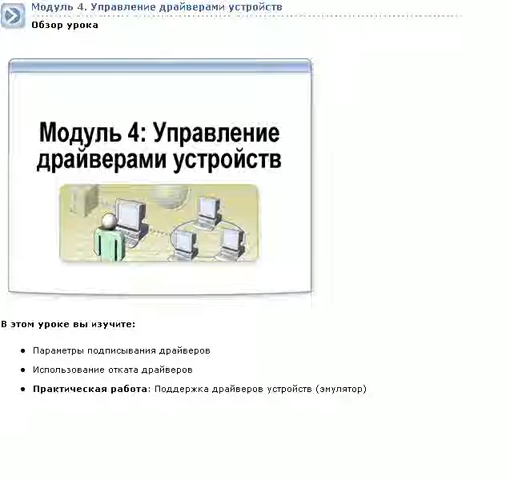 Модуль 4. Управление драйверами устройств
Обзор урока
Модуль 4: Управление
драйверами устройств
В этом уроке вы изучите:
Параметры подписывания драйверов
Использование отката драйверов
Практическая работа: Поддержка драйверов устройств (эмулятор)